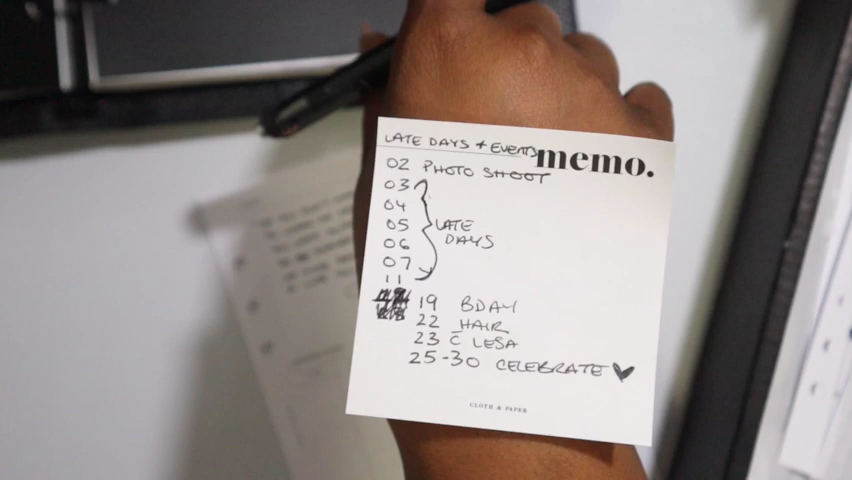 LATE DAYS + EVENTS
memo.
02 PHOTO SHOOT
03
04
05
06
07
11
LATE
DAYS
19 BDAY
22 HAIR
23 C LESA
25-30 CELEBRATE ♥
CLOTH & PAPER